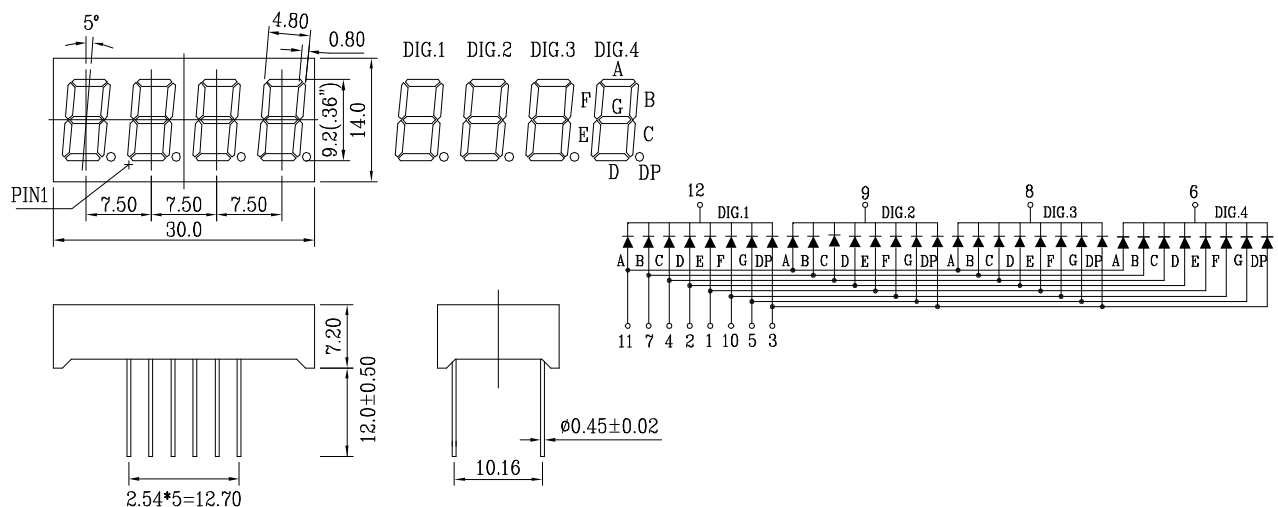 5° 4.80
0.80
DIG.1 DIG.2 DIG.3 DIG.4
A
F G B
E C
D DP
9.2(.36")
14.0
PIN1
7.50 7.50 7.50
30.0
12 9 8 6
DIG.1 DIG.2 DIG.3 DIG.4
A B C D E F G DP A B C D E F G DP A B C D E F G DP A B C D E F G DP
11 7 4 2 1 10 5 3
7.20
12.0±0.50
ø0.45±0.02
10.16
2.54*5=12.70